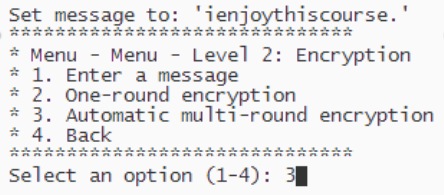 Set message to: 'ienjoythiscourse.'
******************************
* Menu - Menu - Level 2: Encryption
* 1. Enter a message
* 2. One-round encryption
* 3. Automatic multi-round encryption
* 4. Back
******************************
Select an option (1-4): 3